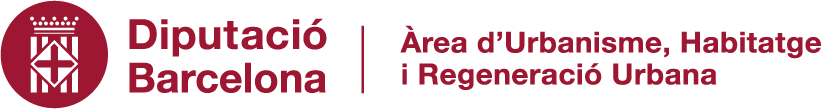 Diputació
Barcelona
Àrea d'Urbanisme, Habitatge
i Regeneració Urbana